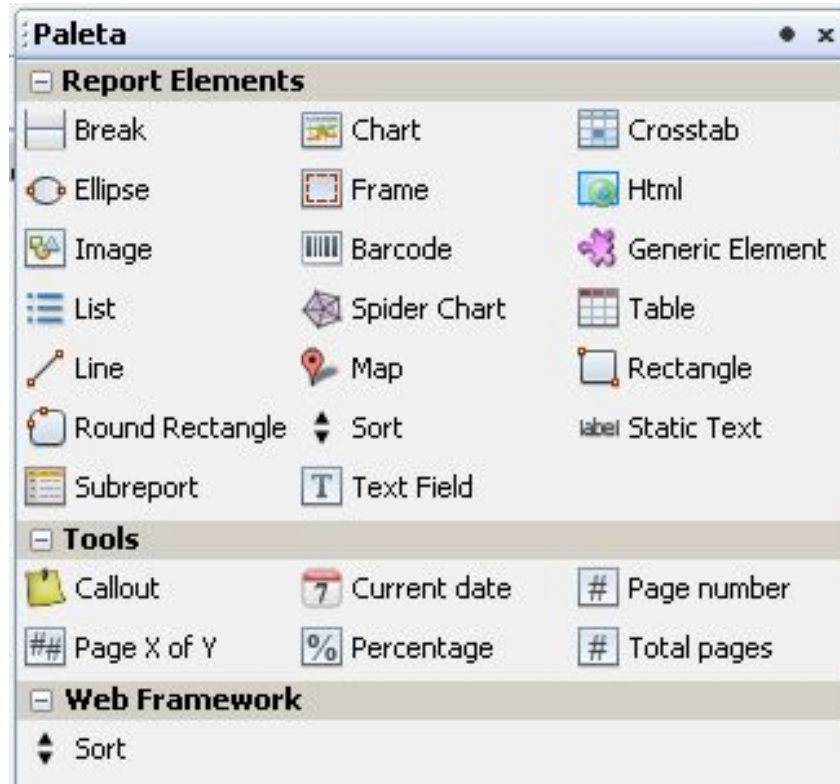 Paleta
Report Elements
Break Chart Crosstab
Ellipse Frame Html
Image Barcode Generic Element
List Spider Chart Table
Line Map Rectangle
Round Rectangle Sort label Static Text
Subreport T Text Field
Tools
Callout 7 Current date # Page number
## Page X of Y % Percentage # Total pages
Web Framework
Sort